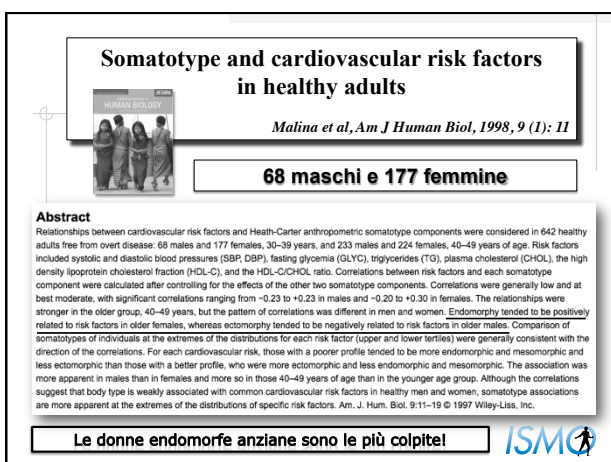 Somatotype and cardiovascular risk factors
in healthy adults
HUMAN BIOLOGY
Malina et al, Am J Human Biol, 1998, 9 (1): 11
68 maschi e 177 femmine
Abstract
Relationships between cardiovascular risk factors and Heath-Carter anthropometric somatotype components were considered in 642 healthy
adults free from overt disease: 68 males and 177 females, 30–39 years, and 233 males and 224 females, 40–49 years of age. Risk factors
included systolic and diastolic blood pressures (SBP, DBP), fasting glycemia (GLYC), triglycerides (TG), plasma cholesterol (CHOL), the high
density lipoprotein cholesterol fraction (HDL-C), and the HDL-C/CHOL ratio. Correlations between risk factors and each somatotype
component were calculated after controlling for the effects of the other two somatotype components. Correlations were generally low and at
best moderate, with significant correlations ranging from −0.23 to +0.23 in males and −0.20 to +0.30 in females. The relationships were
stronger in the older group, 40–49 years, but the pattern of correlations was different in men and women. Endomorphy tended to be positively
related to risk factors in older females, whereas ectomorphy tended to be negatively related to risk factors in older males. Comparison of
somatotypes of individuals at the extremes of the distributions for each risk factor (upper and lower tertiles) were generally consistent with the
direction of the correlations. For each cardiovascular risk, those with a poorer profile tended to be more endomorphic and mesomorphic and
less ectomorphic than those with a better profile, who were more ectomorphic and less endomorphic and mesomorphic. The association was
more apparent in males than in females and more so in those 40–49 years of age than in the younger age group. Although the correlations
suggest that body type is weakly associated with common cardiovascular risk factors in healthy men and women, somatotype associations
are more apparent at the extremes of the distributions of specific risk factors. Am. J. Hum. Biol. 9:11–19 © 1997 Wiley-Liss, Inc.
Le donne endomorfe anziane sono le più colpite!
ISMO